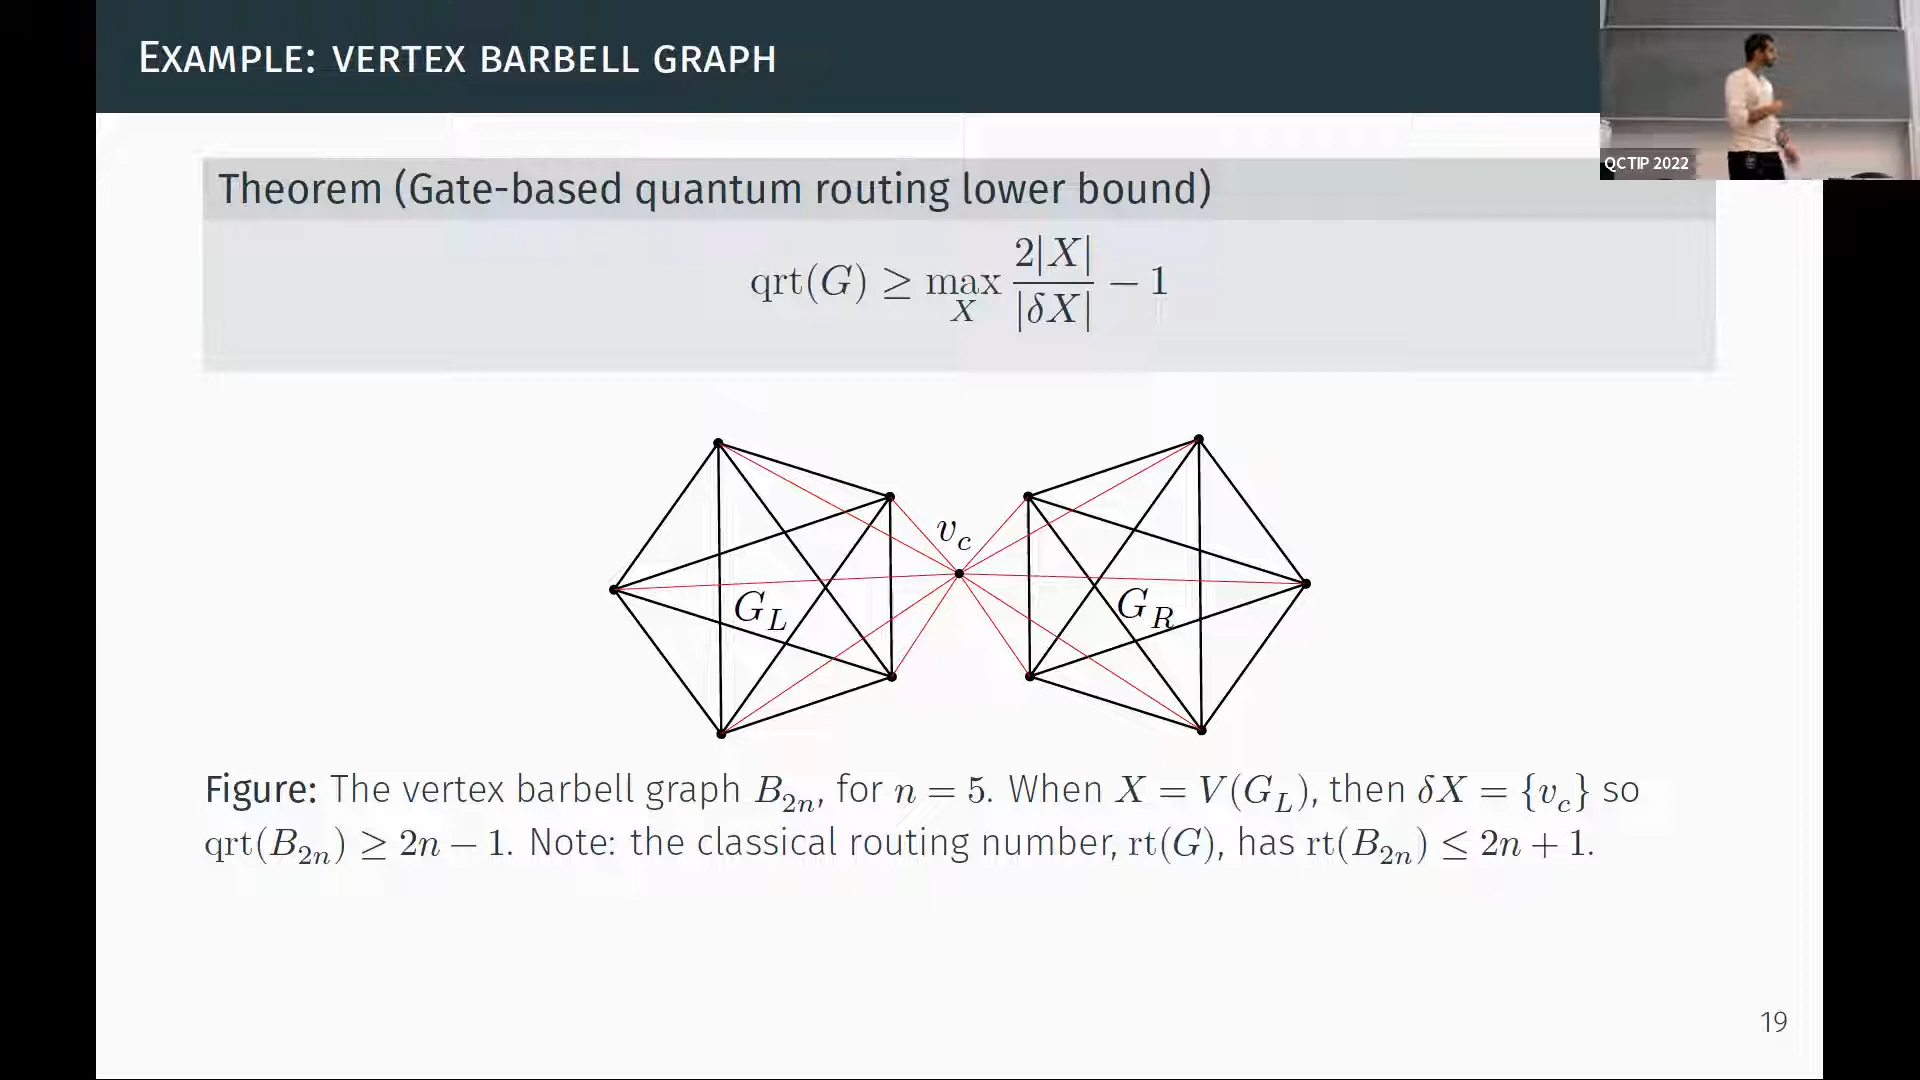 EXAMPLE: VERTEX BARBELL GRAPH
QCTIP 2022
Theorem (Gate-based quantum routing lower bound)
qrt(G) ≥ max_X 2|X| / |δX| − 1
v_c
G_L
G_R
Figure: The vertex barbell graph B_{2n}, for n = 5. When X = V(G_L), then δX = {v_c} so
qrt(B_{2n}) ≥ 2n − 1. Note: the classical routing number, rt(G), has rt(B_{2n}) ≤ 2n + 1.
19